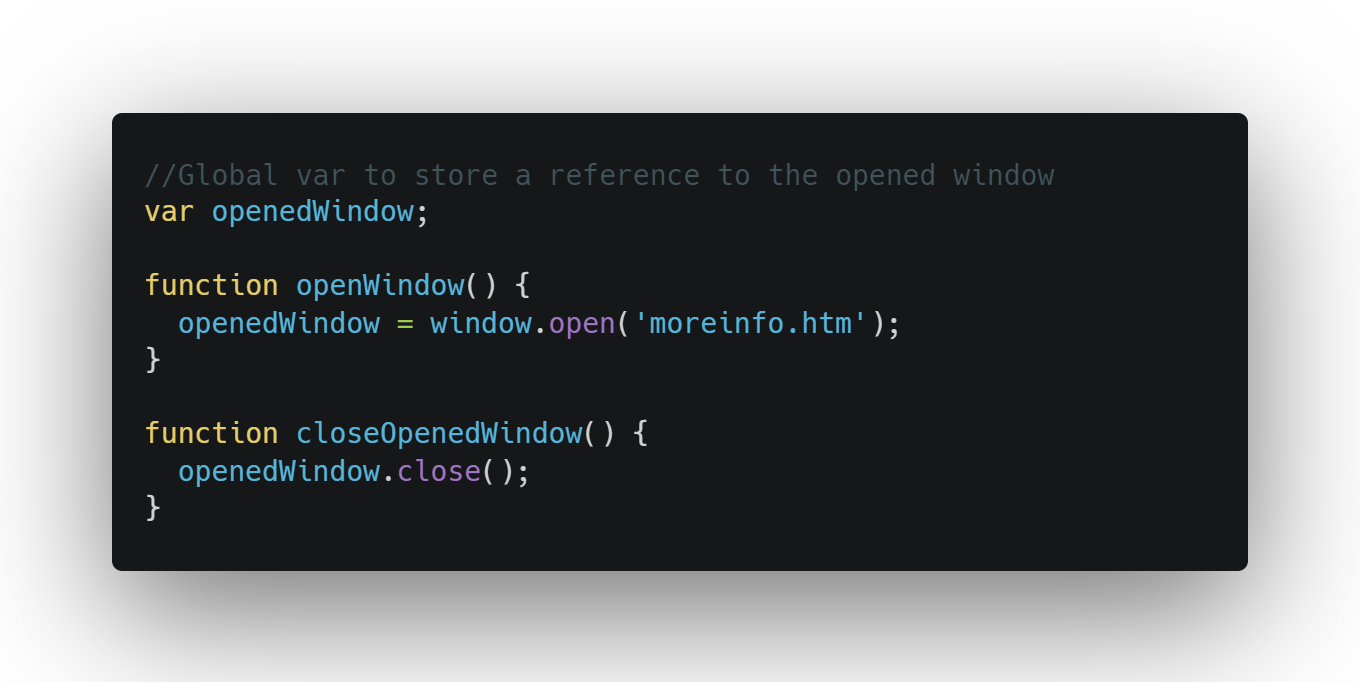 //Global var to store a reference to the opened window
var openedWindow;
function openWindow() {
  openedWindow = window.open('moreinfo.htm');
}
function closeOpenedWindow() {
  openedWindow.close();
}